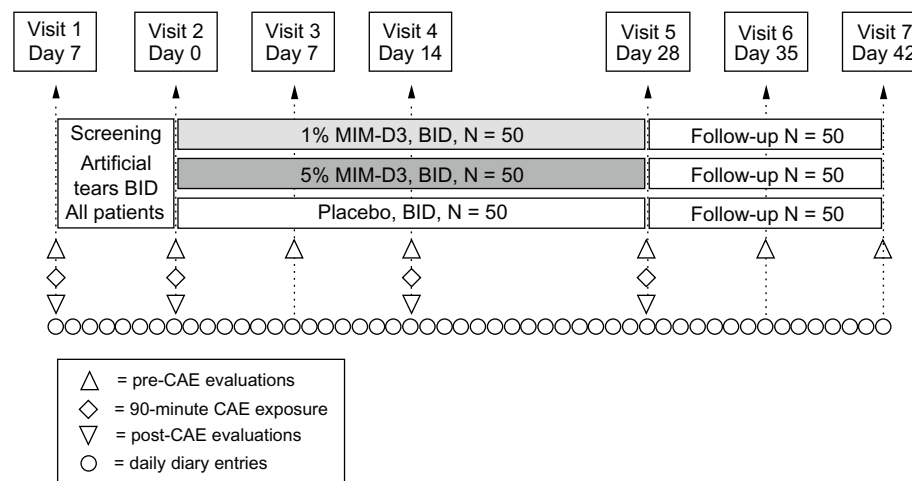 Visit 1
Day 7
Visit 2
Day 0
Visit 3
Day 7
Visit 4
Day 14
Visit 5
Day 28
Visit 6
Day 35
Visit 7
Day 42
Screening
Artificial
tears BID
All patients
1% MIM-D3, BID, N = 50
Follow-up N = 50
5% MIM-D3, BID, N = 50
Follow-up N = 50
Placebo, BID, N = 50
Follow-up N = 50
= pre-CAE evaluations
= 90-minute CAE exposure
= post-CAE evaluations
= daily diary entries